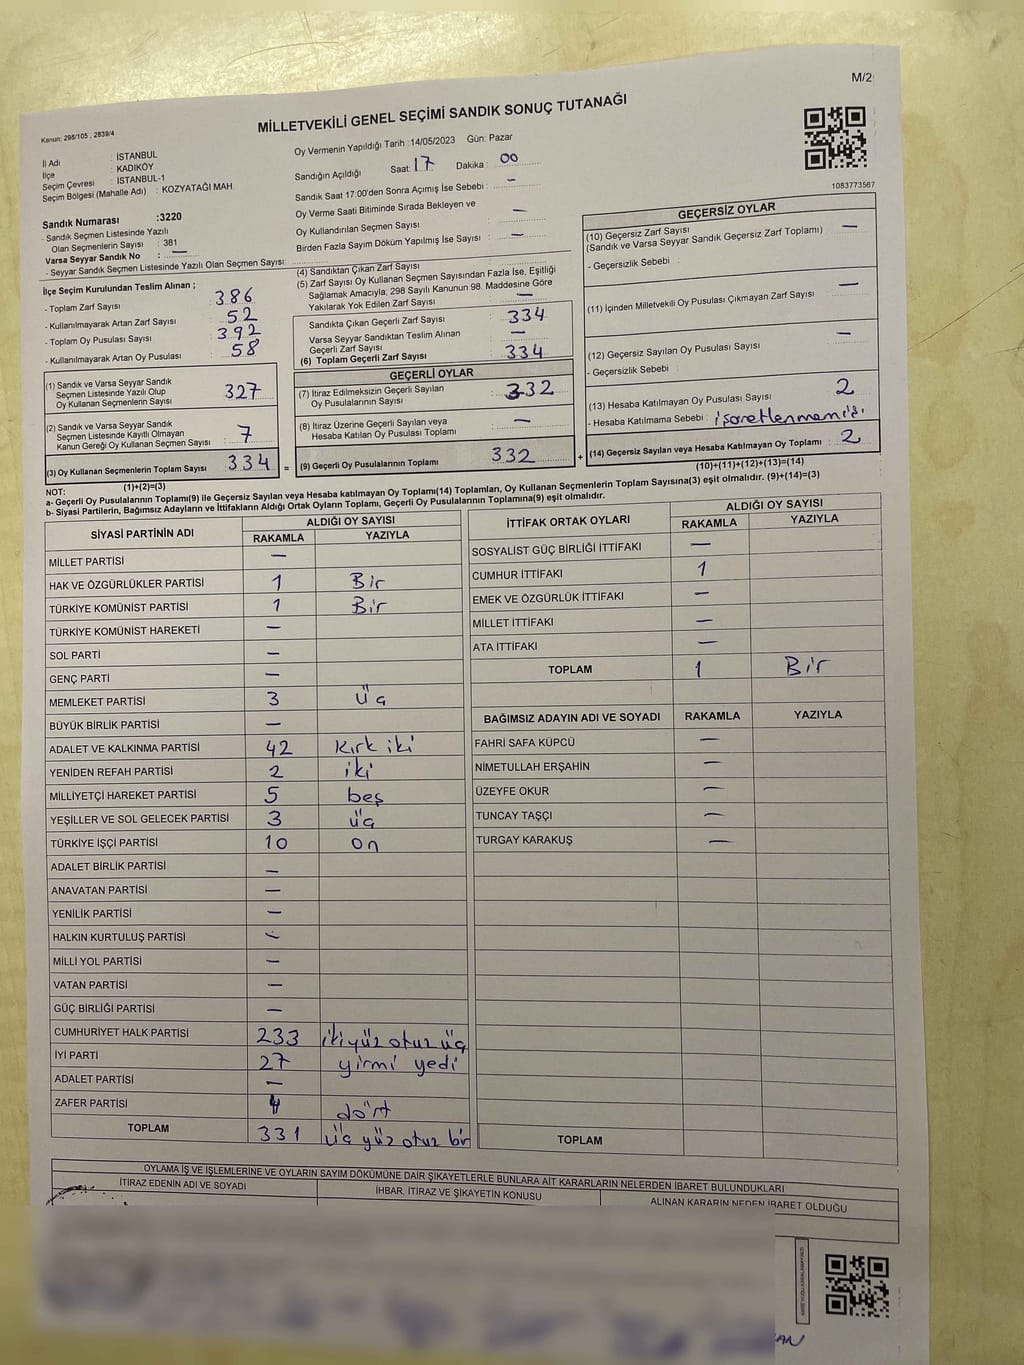 M/2
MİLLETVEKİLİ GENEL SEÇİMİ SANDIK SONUÇ TUTANAĞI
Kanun: 298/105 , 2839/4
İl Adı : İSTANBUL
İlçe : KADIKÖY
Seçim Çevresi : İSTANBUL-1
Seçim Bölgesi (Mahalle Adı) : KOZYATAĞI MAH
Sandık Numarası :3220
- Sandık Seçmen Listesinde Yazılı
Olan Seçmenlerin Sayısı : 381
Varsa Seyyar Sandık No : —
- Seyyar Sandık Seçmen Listesinde Yazılı Olan Seçmen Sayısı:
Oy Vermenin Yapıldığı Tarih :14/05/2023 Gün: Pazar
Sandığın Açıldığı Saat : 17 Dakika : 00
Sandık Saat 17:00'den Sonra Açımış İse Sebebi : —
Oy Verme Saati Bitiminde Sırada Bekleyen ve
Oy Kullandırılan Seçmen Sayısı : —
Birden Fazla Sayım Döküm Yapılmış İse Sayısı : —
1083773567
İlçe Seçim Kurulundan Teslim Alınan ;
- Toplam Zarf Sayısı : 386
- Kullanılmayarak Artan Zarf Sayısı : 52
- Toplam Oy Pusulası Sayısı : 392
- Kullanılmayarak Artan Oy Pusulası : 58
(1) Sandık ve Varsa Seyyar Sandık
Seçmen Listesinde Yazılı Olup
Oy Kullanan Seçmenlerin Sayısı : 327
(2) Sandık ve Varsa Seyyar Sandık
Seçmen Listesinde Kayıtlı Olmayan
Kanun Gereği Oy Kullanan Seçmen Sayısı : 7
(3) Oy Kullanan Seçmenlerin Toplam Sayısı : 334
(1)+(2)=(3)
(4) Sandıktan Çıkan Zarf Sayısı :
(5) Zarf Sayısı Oy Kullanan Seçmen Sayısından Fazla İse, Eşitliği
Sağlamak Amacıyla, 298 Sayılı Kanunun 98. Maddesine Göre
Yakılarak Yok Edilen Zarf Sayısı : —
Sandıkta Çıkan Geçerli Zarf Sayısı : 334
Varsa Seyyar Sandıktan Teslim Alınan
Geçerli Zarf Sayısı : —
(6) Toplam Geçerli Zarf Sayısı : 334
GEÇERLİ OYLAR
(7) İtiraz Edilmeksizin Geçerli Sayılan
Oy Pusulalarının Sayısı : 332
(8) İtiraz Üzerine Geçerli Sayılan veya
Hesaba Katılan Oy Pusulası Toplamı : —
= (9) Geçerli Oy Pusulalarının Toplamı : 332
GEÇERSİZ OYLAR
(10) Geçersiz Zarf Sayısı
(Sandık ve Varsa Seyyar Sandık Geçersiz Zarf Toplamı) : —
- Geçersizlik Sebebi :
(11) İçinden Milletvekili Oy Pusulası Çıkmayan Zarf Sayısı : —
(12) Geçersiz Sayılan Oy Pusulası Sayısı : —
- Geçersizlik Sebebi :
(13) Hesaba Katılmayan Oy Pusulası Sayısı : 2
- Hesaba Katılmama Sebebi : işaretlenmemiş.
+ (14) Geçersiz Sayılan veya Hesaba Katılmayan Oy Toplamı : 2
(10)+(11)+(12)+(13)=(14)
NOT:
a- Geçerli Oy Pusulalarının Toplamı(9) ile Geçersiz Sayılan veya Hesaba katılmayan Oy Toplamı(14) Toplamları, Oy Kullanan Seçmenlerin Toplam Sayısına(3) eşit olmalıdır. (9)+(14)=(3)
b- Siyasi Partilerin, Bağımsız Adayların ve İttifakların Aldığı Ortak Oyların Toplamı, Geçerli Oy Pusulalarının Toplamına(9) eşit olmalıdır.
SİYASİ PARTİNİN ADI ALDIĞI OY SAYISI
RAKAMLA YAZIYLA
MİLLET PARTİSİ —
HAK VE ÖZGÜRLÜKLER PARTİSİ 1 Bir
TÜRKİYE KOMÜNİST PARTİSİ 1 Bir
TÜRKİYE KOMÜNİST HAREKETİ —
SOL PARTİ —
GENÇ PARTİ —
MEMLEKET PARTİSİ 3 üç
BÜYÜK BİRLİK PARTİSİ —
ADALET VE KALKINMA PARTİSİ 42 Kırk iki
YENİDEN REFAH PARTİSİ 2 iki
MİLLİYETÇİ HAREKET PARTİSİ 5 beş
YEŞİLLER VE SOL GELECEK PARTİSİ 3 üç
TÜRKİYE İŞÇİ PARTİSİ 10 on
ADALET BİRLİK PARTİSİ —
ANAVATAN PARTİSİ —
YENİLİK PARTİSİ —
HALKIN KURTULUŞ PARTİSİ —
MİLLİ YOL PARTİSİ —
VATAN PARTİSİ —
GÜÇ BİRLİĞİ PARTİSİ —
CUMHURİYET HALK PARTİSİ 233 iki yüz otuz üç
İYİ PARTİ 27 yirmi yedi
ADALET PARTİSİ —
ZAFER PARTİSİ 4 dört
TOPLAM 331 üç yüz otuz bir
İTTİFAK ORTAK OYLARI ALDIĞI OY SAYISI
RAKAMLA YAZIYLA
SOSYALİST GÜÇ BİRLİĞİ İTTİFAKI —
CUMHUR İTTİFAKI 1
EMEK VE ÖZGÜRLÜK İTTİFAKI —
MİLLET İTTİFAKI —
ATA İTTİFAKI —
TOPLAM 1 Bir
BAĞIMSIZ ADAYIN ADI VE SOYADI RAKAMLA YAZIYLA
FAHRİ SAFA KÜPCÜ —
NİMETULLAH ERŞAHİN —
ÜZEYFE OKUR —
TUNCAY TAŞÇI —
TURGAY KARAKUŞ —
TOPLAM
OYLAMA İŞ VE İŞLEMLERİNE VE OYLARIN SAYIM DÖKÜMÜNE DAİR ŞİKAYETLERLE BUNLARA AİT KARARLARIN NELERDEN İBARET BULUNDUKLARI
İTİRAZ EDENİN ADI VE SOYADI İHBAR, İTİRAZ VE ŞİKAYETİN KONUSU ALINAN KARARIN NEDEN İBARET OLDUĞU